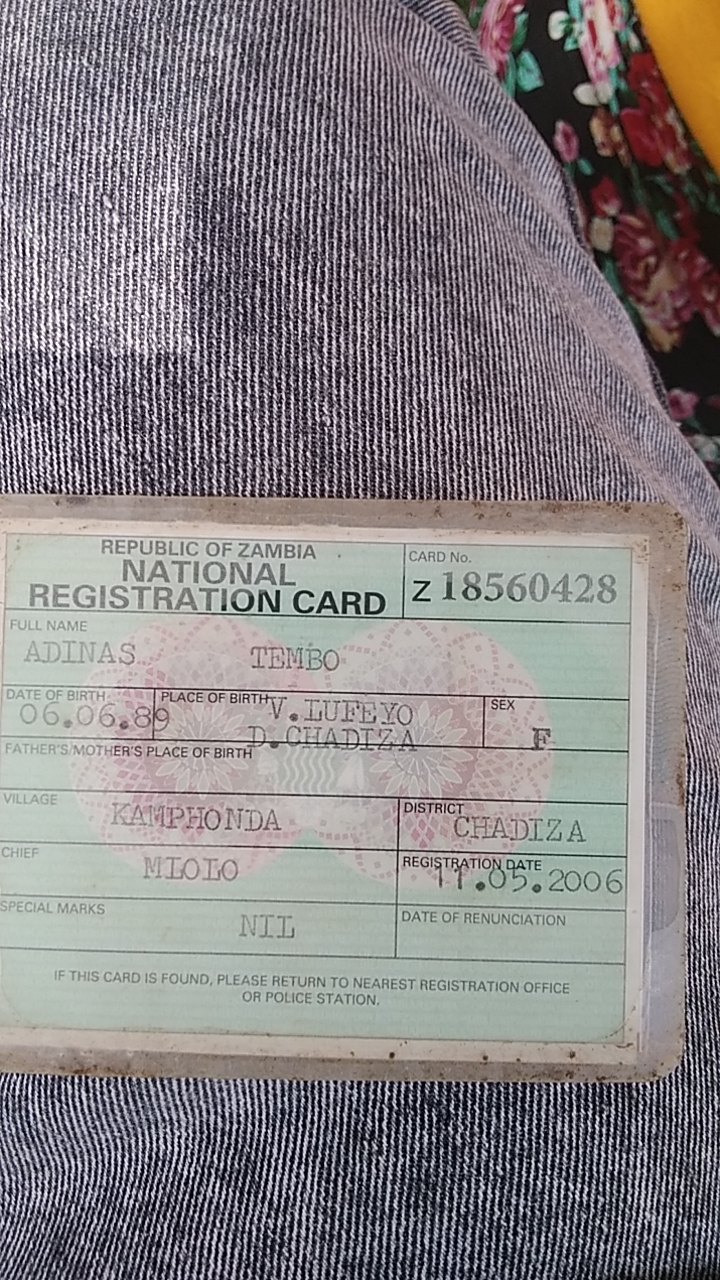 REPUBLIC OF ZAMBIA
NATIONAL
REGISTRATION CARD
CARD No.
Z 18560428
FULL NAME
ADINAS TEMBO
DATE OF BIRTH
06.06.89
PLACE OF BIRTH
V.LUFEYO
D.CHADIZA
SEX
F
FATHER'S/MOTHER'S PLACE OF BIRTH
VILLAGE
KAMPHONDA
DISTRICT
CHADIZA
CHIEF
MLOLO
REGISTRATION DATE
11.05.2006
SPECIAL MARKS
NIL
DATE OF RENUNCIATION
IF THIS CARD IS FOUND, PLEASE RETURN TO NEAREST REGISTRATION OFFICE
OR POLICE STATION.